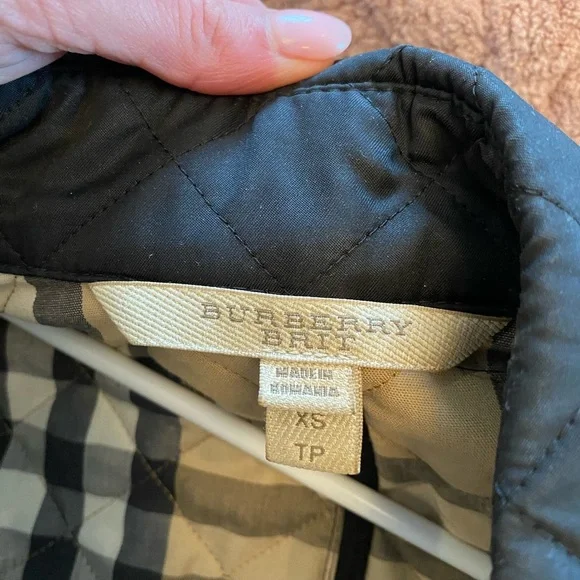 BURBERRY
BRIT
MADE IN
ROMANIA
XS
TP